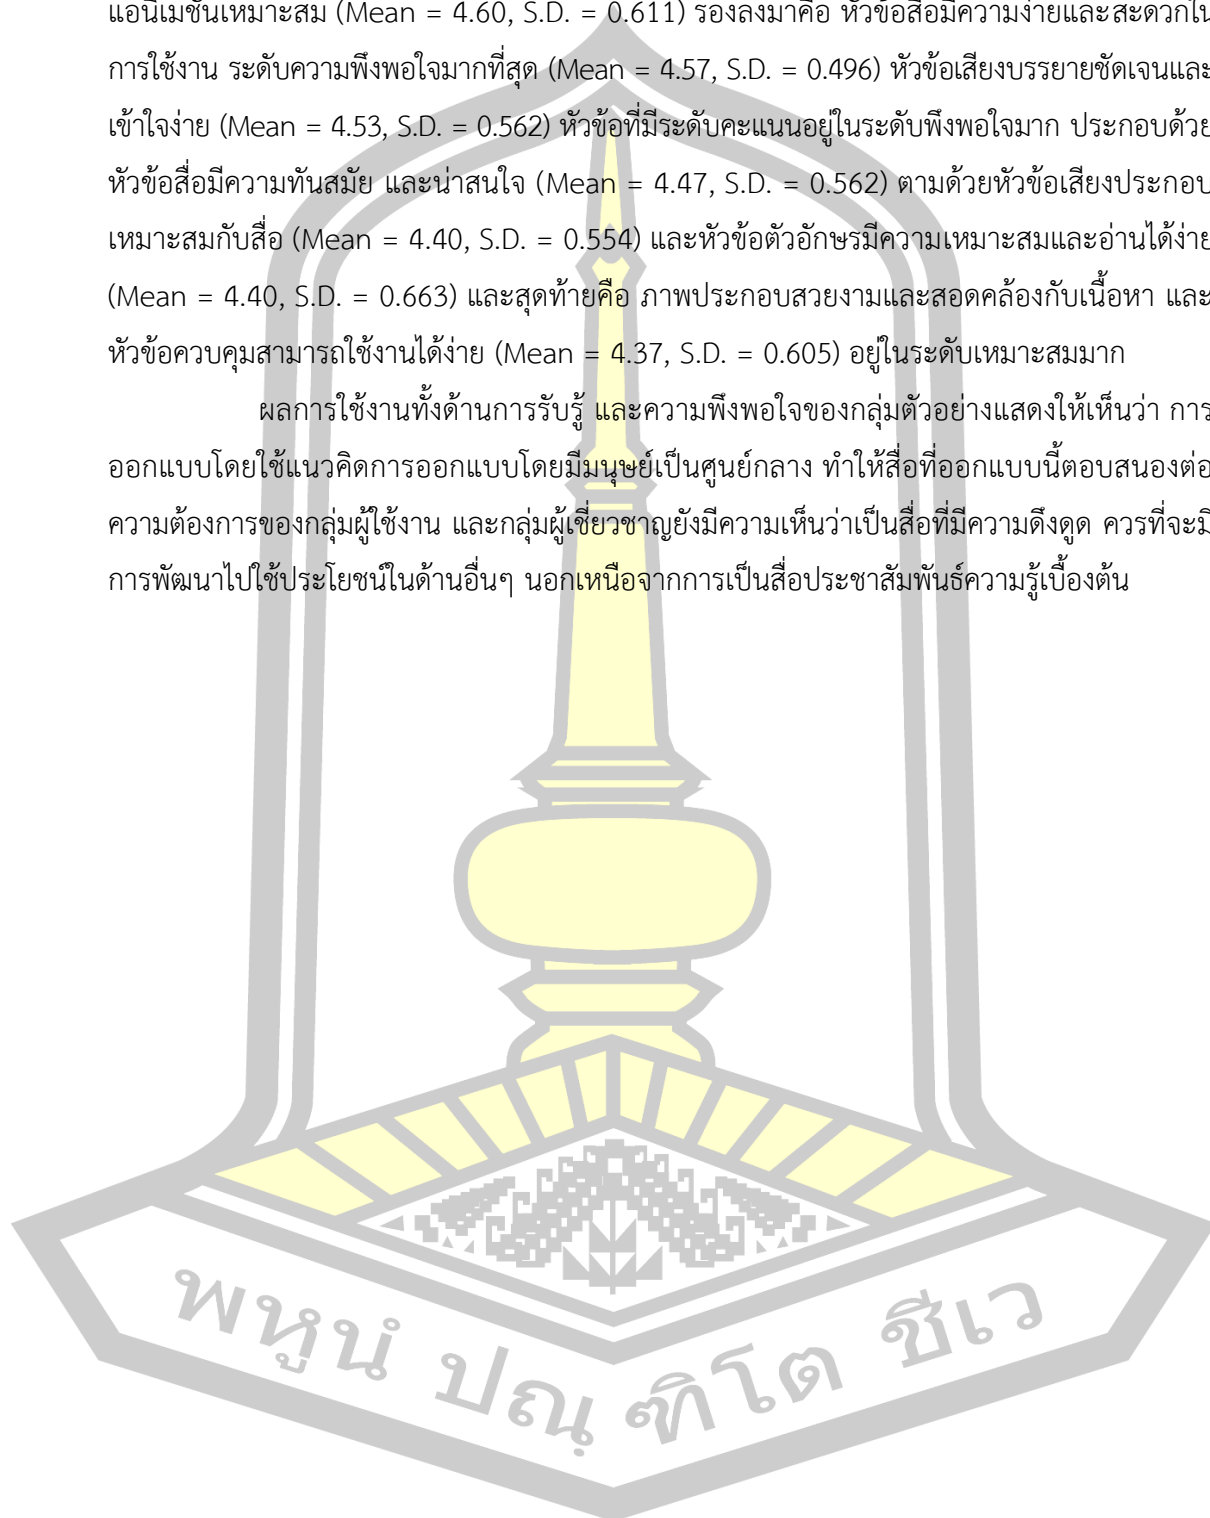 แอนิเมชันเหมาะสม (Mean = 4.60, S.D. = 0.611) รองลงมาคือ หัวข้อสื่อมีความง่ายและสะดวกใน
การใช้งาน ระดับความพึงพอใจมากที่สุด (Mean = 4.57, S.D. = 0.496) หัวข้อเสียงบรรยายชัดเจนและ
เข้าใจง่าย (Mean = 4.53, S.D. = 0.562) หัวข้อที่มีระดับคะแนนอยู่ในระดับพึงพอใจมาก ประกอบด้วย
หัวข้อสื่อมีความทันสมัย และน่าสนใจ (Mean = 4.47, S.D. = 0.562) ตามด้วยหัวข้อเสียงประกอบ
เหมาะสมกับสื่อ (Mean = 4.40, S.D. = 0.554) และหัวข้อตัวอักษรมีความเหมาะสมและอ่านได้ง่าย
(Mean = 4.40, S.D. = 0.663) และสุดท้ายคือ ภาพประกอบสวยงามและสอดคล้องกับเนื้อหา และ
หัวข้อควบคุมสามารถใช้งานได้ง่าย (Mean = 4.37, S.D. = 0.605) อยู่ในระดับเหมาะสมมาก
ผลการใช้งานทั้งด้านการรับรู้ และความพึงพอใจของกลุ่มตัวอย่างแสดงให้เห็นว่า การ
ออกแบบโดยใช้แนวคิดการออกแบบโดยมีมนุษย์เป็นศูนย์กลาง ทำให้สื่อที่ออกแบบนี้ตอบสนองต่อ
ความต้องการของกลุ่มผู้ใช้งาน และกลุ่มผู้เชี่ยวชาญยังมีความเห็นว่าเป็นสื่อที่มีความดึงดูด ควรที่จะมี
การพัฒนาไปใช้ประโยชน์ในด้านอื่นๆ นอกเหนือจากการเป็นสื่อประชาสัมพันธ์ความรู้เบื้องต้น
พหูนํ ปณฺฑิโต ชีเว